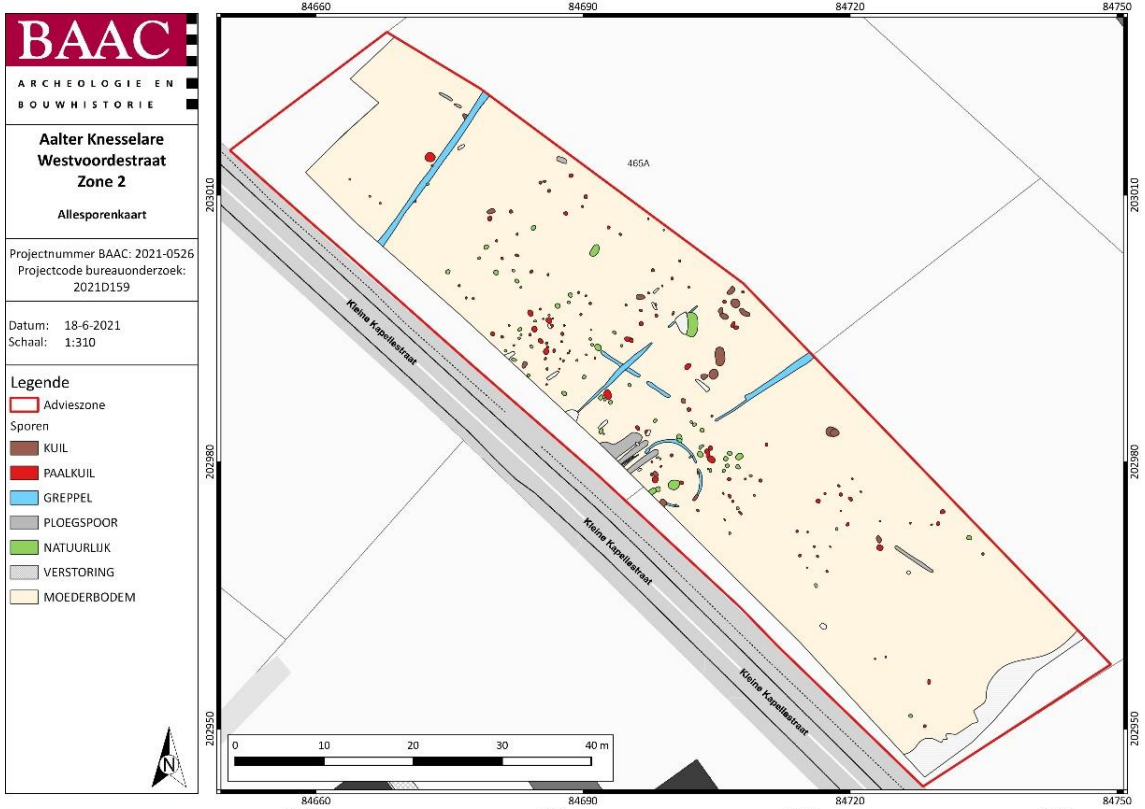 BAAC
ARCHEOLOGIE EN
BOUWHISTORIE
Aalter Knesselare
Westvoordestraat
Zone 2
Allesporenkaart
Projectnummer BAAC: 2021-0526
Projectcode bureauonderzoek:
2021D159
Datum: 18-6-2021
Schaal: 1:310
Legende
Advieszone
Sporen
KUIL
PAALKUIL
GREPPEL
PLOEGSPOOR
NATUURLIJK
VERSTORING
MOEDERBODEM
N
84660 84690 84720 84750
203010
203010
465A
Kleine Kapellestraat
202980
202980
Kleine Kapellestraat
Kleine Kapellestraat
202950
202950
0 10 20 30 40 m
84660 84690 84720 84750